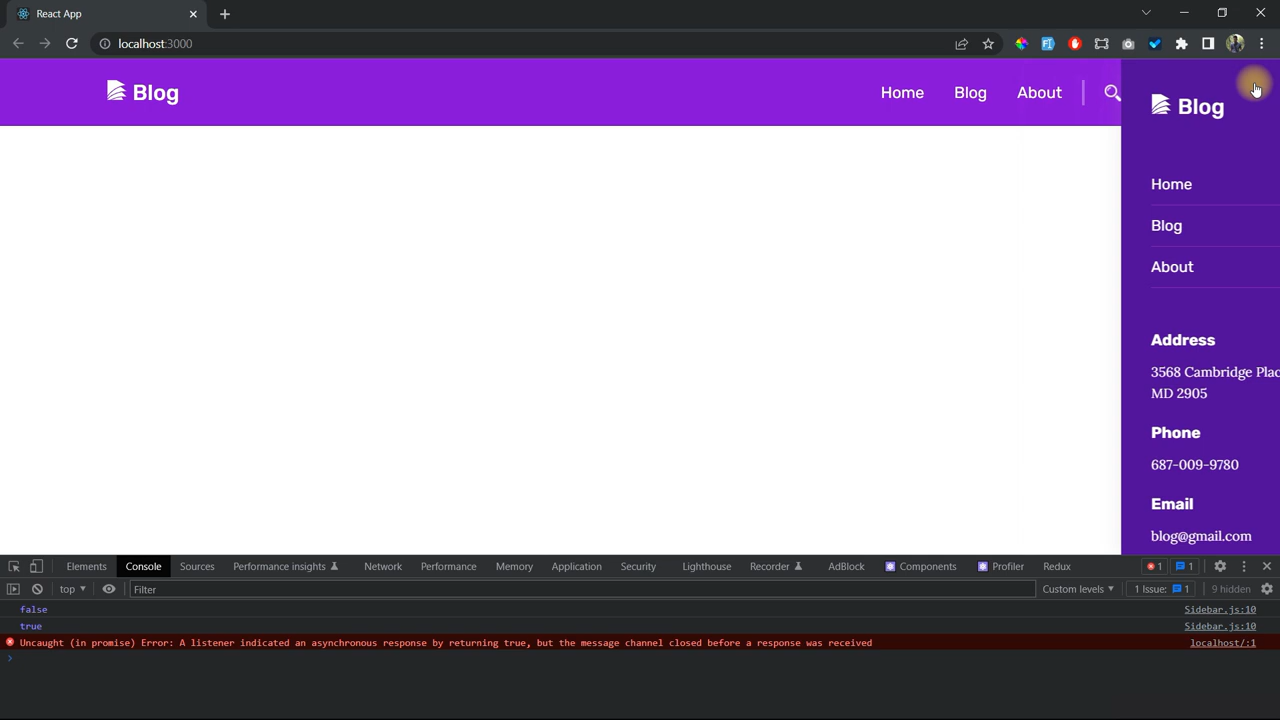 React App
localhost:3000
Blog
Home
Blog
About
Blog
Home
Blog
About
Address
3568 Cambridge Plac
MD 2905
Phone
687-009-9780
Email
blog@gmail.com
Elements
Console
Sources
Performance insights
Network
Performance
Memory
Application
Security
Lighthouse
Recorder
AdBlock
Components
Profiler
Redux
1
1
top
Filter
Custom levels
1 Issue: 1
9 hidden
false
Sidebar.js:10
true
Sidebar.js:10
Uncaught (in promise) Error: A listener indicated an asynchronous response by returning true, but the message channel closed before a response was received
localhost/:1